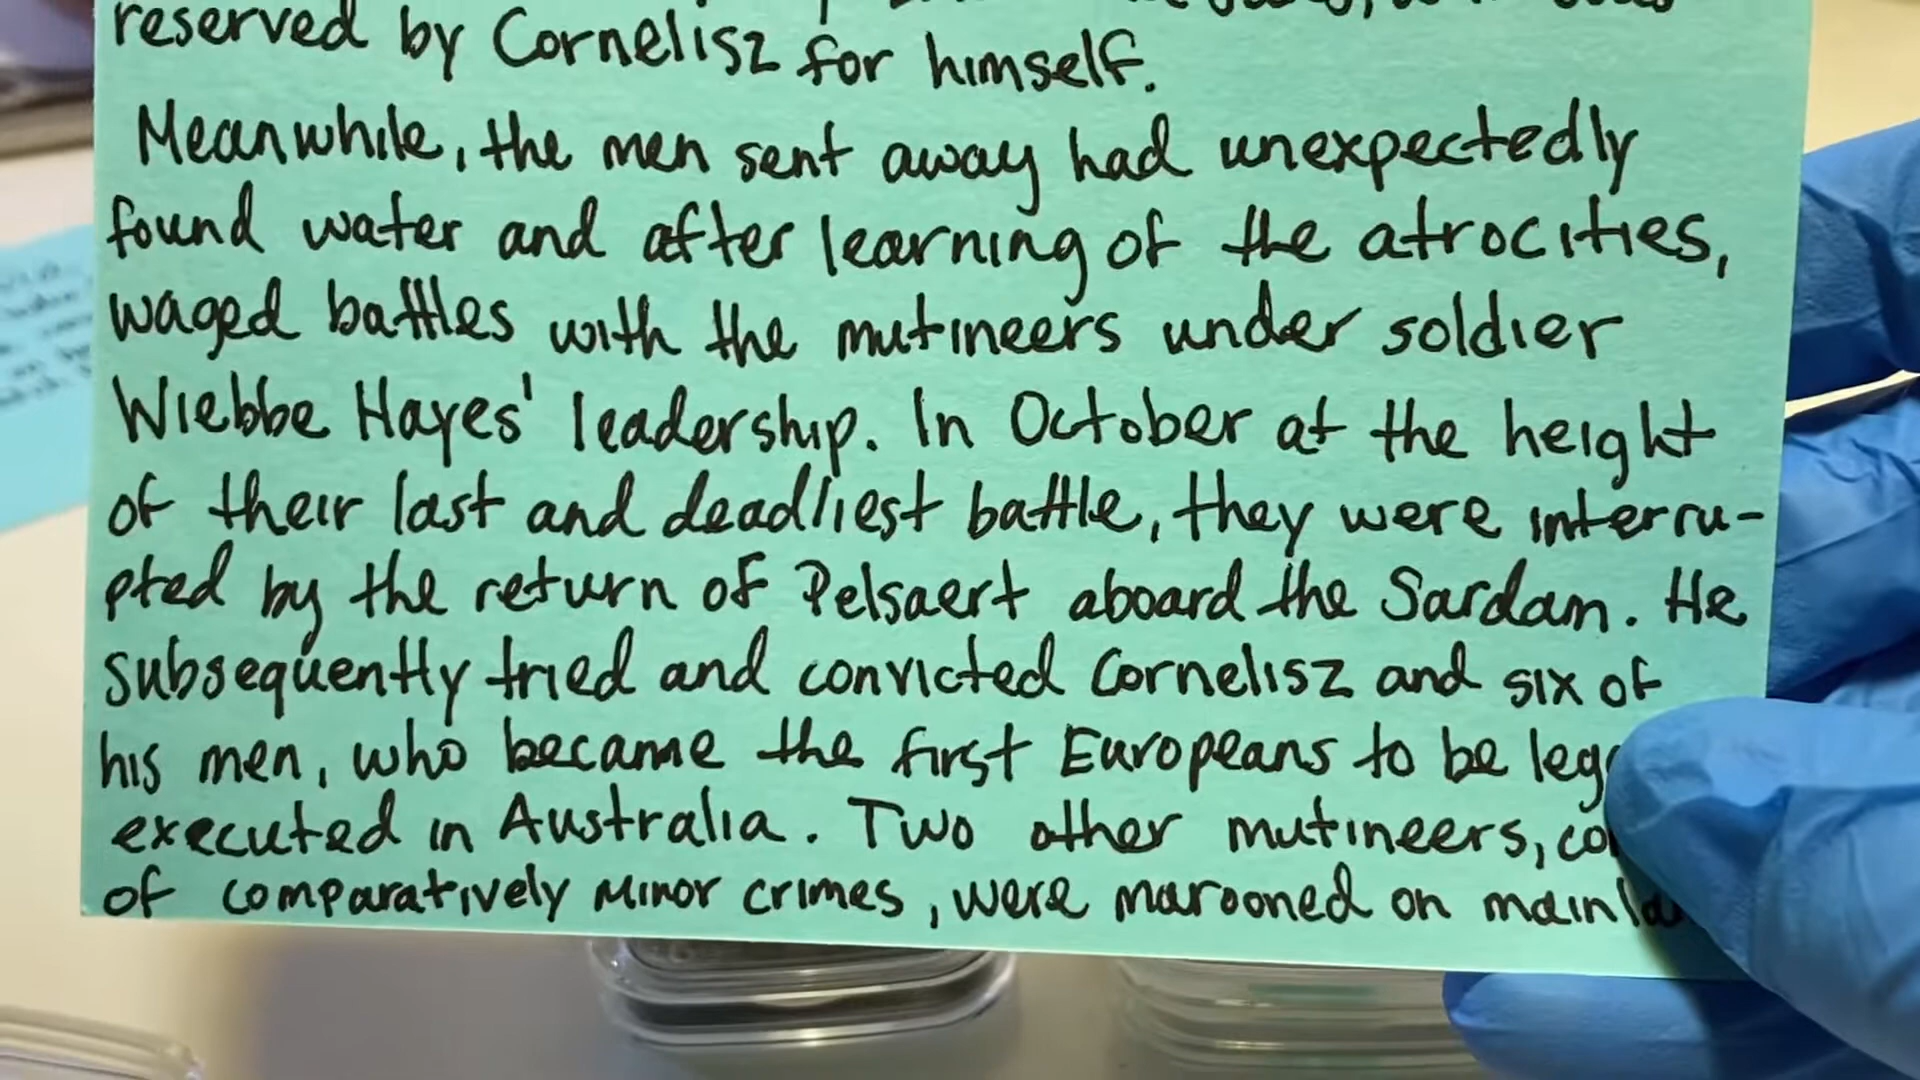 reserved by Cornelisz for himself.
Meanwhile, the men sent away had unexpectedly
found water and after learning of the atrocities,
waged battles with the mutineers under soldier
Wiebbe Hayes' leadership. In October at the height
of their last and deadliest battle, they were interru-
pted by the return of Pelsaert aboard the Sardam. He
subsequently tried and convicted Cornelisz and six of
his men, who became the first Europeans to be
executed in Australia. Two other mutineers,
of comparatively minor crimes, were marooned on